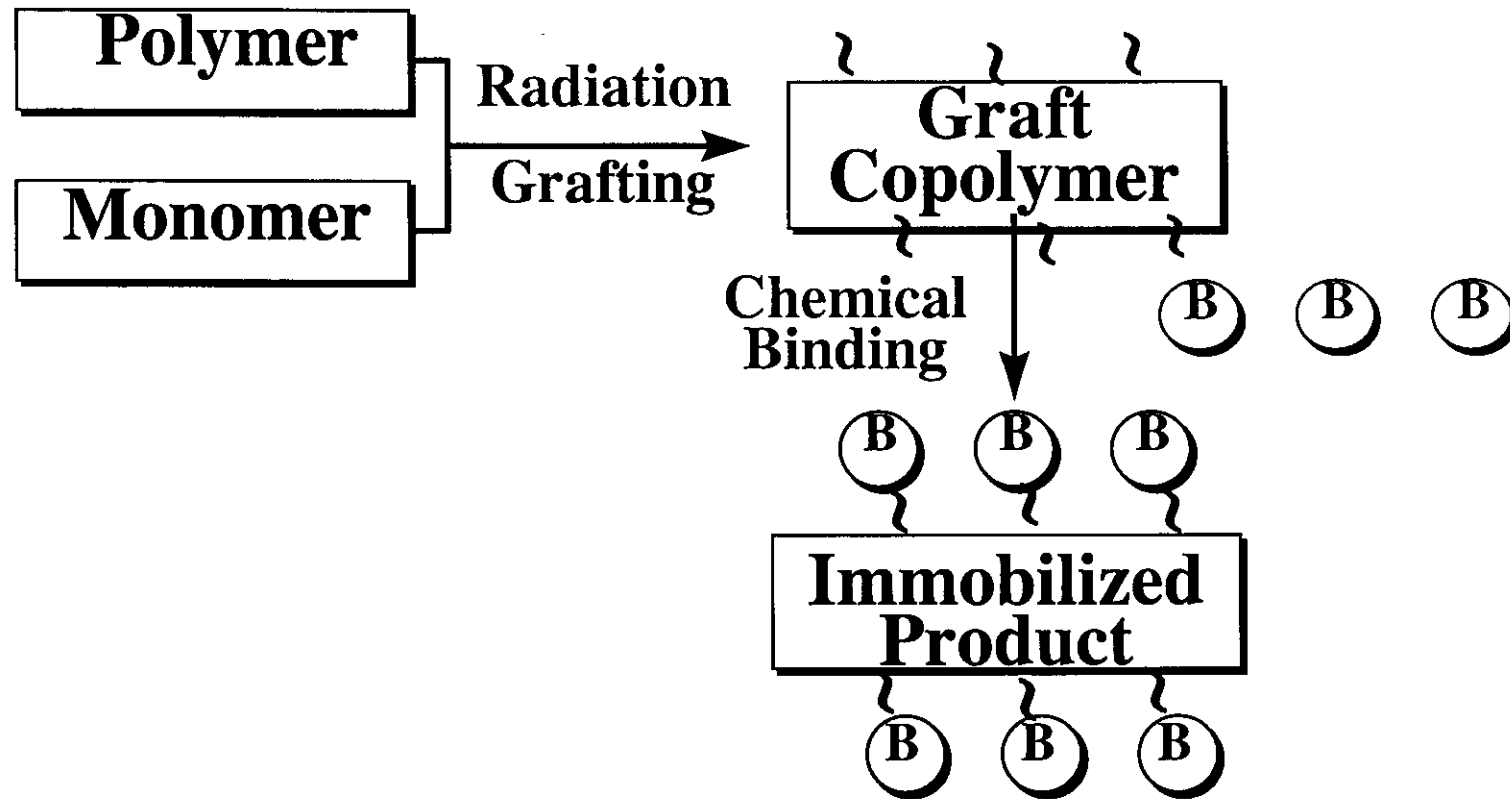 Polymer
Monomer
Radiation
Grafting
Graft
Copolymer
Chemical
Binding
B B B
B B B
Immobilized
Product
B B B